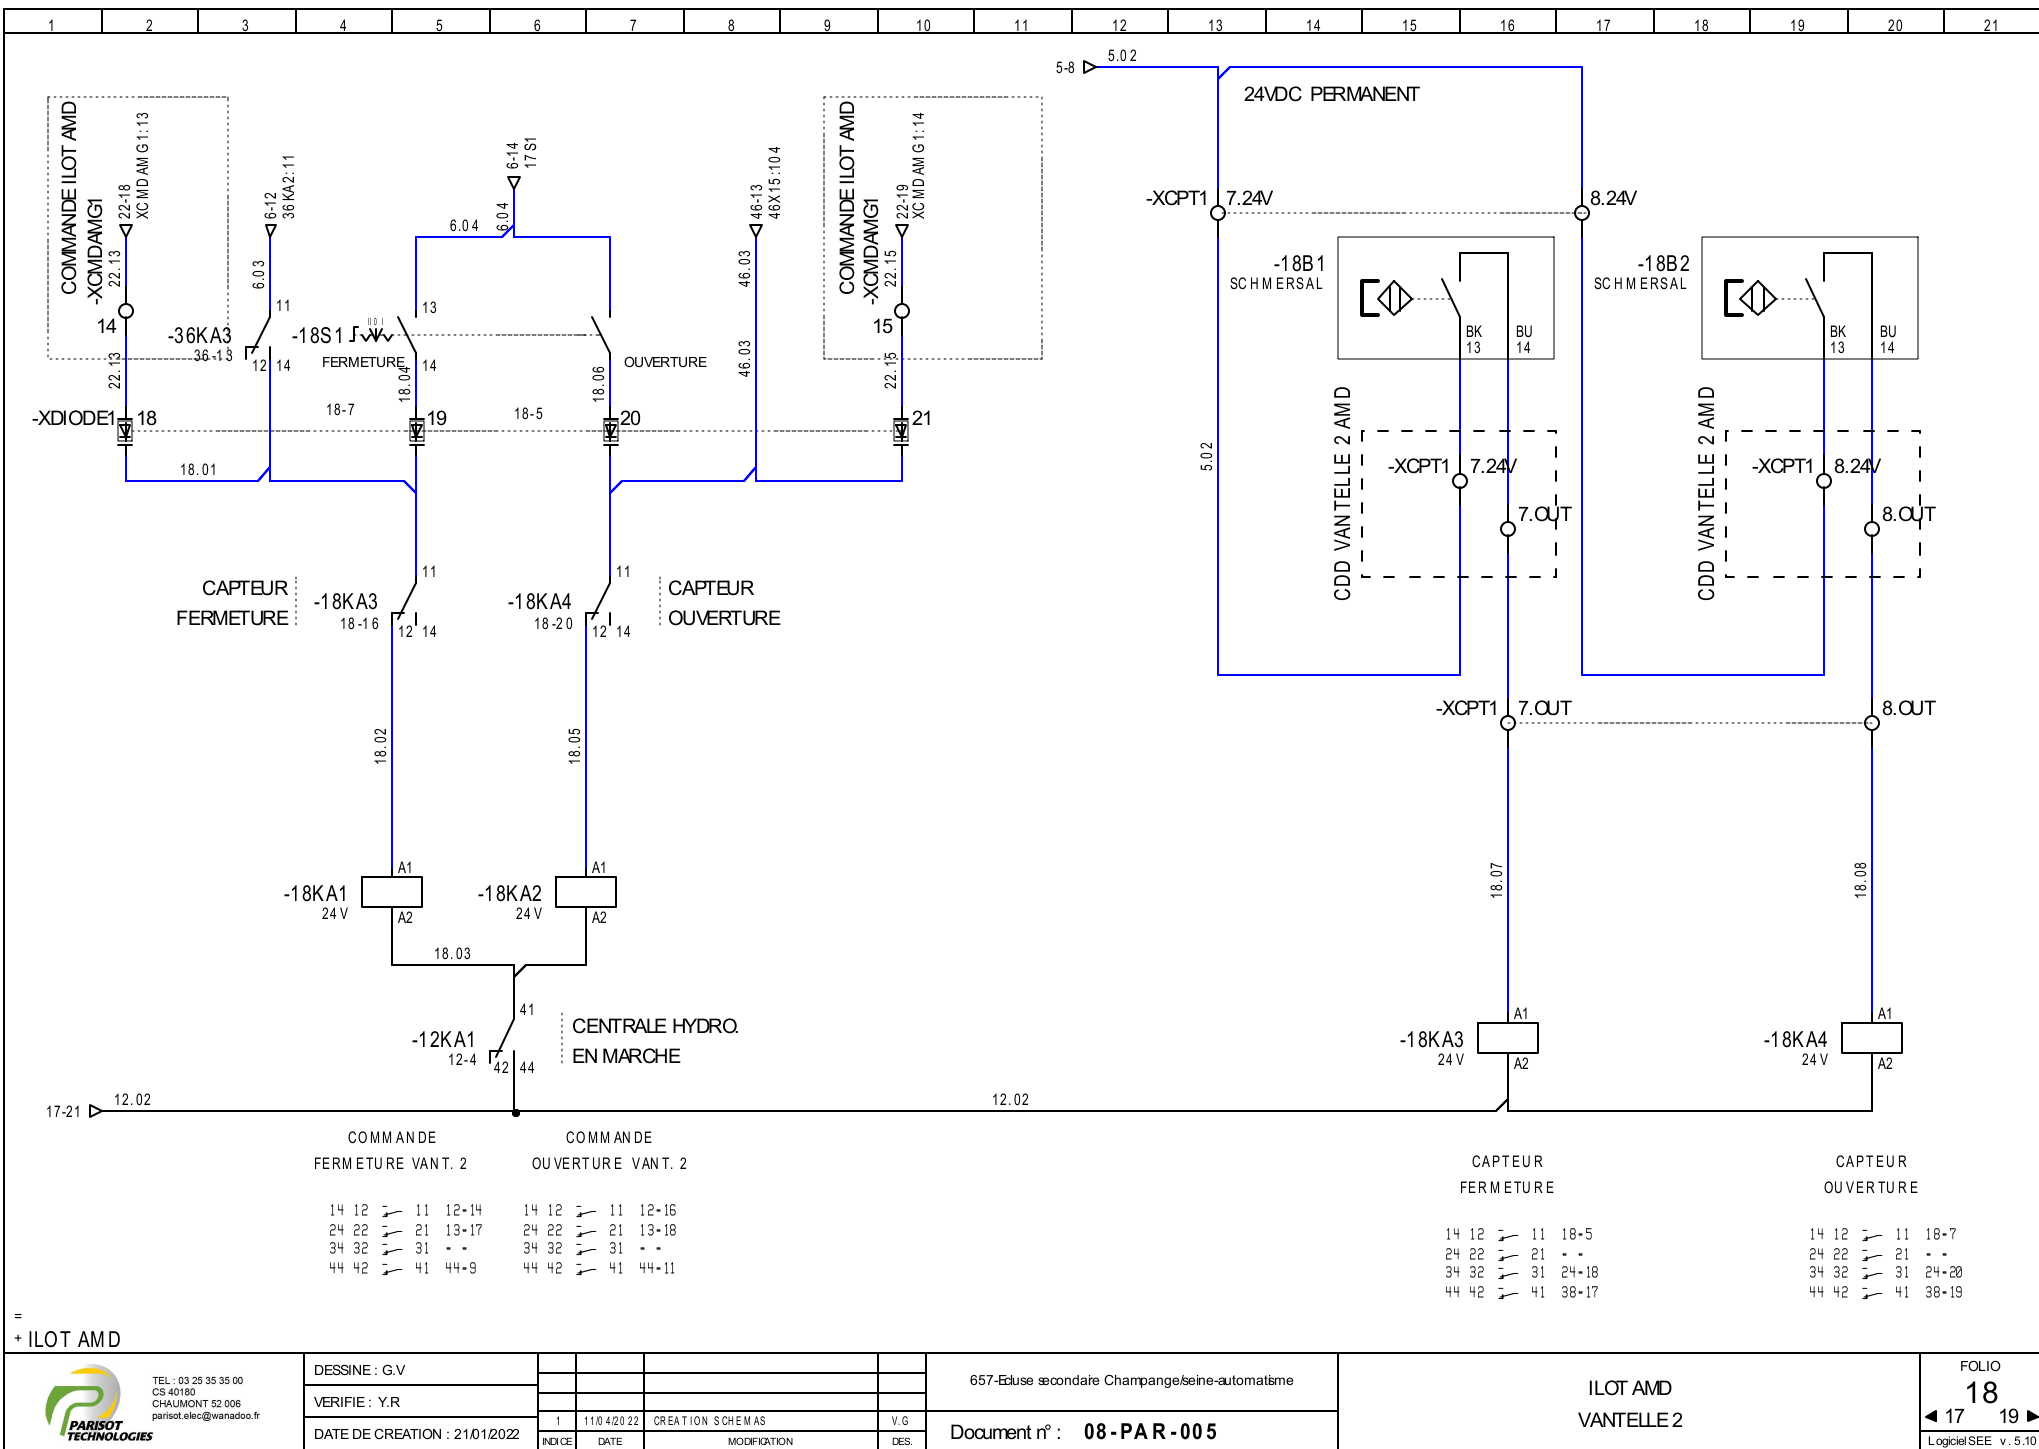 1 2 3 4 5 6 7 8 9 10 11 12 13 14 15 16 17 18 19 20 21
5-8 5.02
24VDC PERMANENT
COMMANDE ILOT AMD
-XCMDAMG1
22-18
XCMDAMG1:13
22.13
14
22.13
6-12
36KA2:11
6.03
11
-36KA3
36-13
12 14
6-14
17S1
6.04
6.04
-18S1
II 0 I
13
FERMETURE
14
OUVERTURE
18.04
18.06
46-13
46X15:104
46.03
46.03
COMMANDE ILOT AMD
-XCMDAMG1
22-19
XCMDAMG1:14
22.15
15
22.15
-XDIODE1 18
18-7
19
18-5
20
21
18.01
CAPTEUR
FERMETURE
-18KA3
18-16
11
12 14
-18KA4
18-20
11
12 14
CAPTEUR
OUVERTURE
18.02
18.05
-18KA1
24V
A1
A2
-18KA2
24V
A1
A2
18.03
-12KA1
12-4
41
42 44
CENTRALE HYDRO.
EN MARCHE
17-21 12.02
12.02
-XCPT1 7.24V
8.24V
-18B1
SCHMERSAL
BK
13
BU
14
-18B2
SCHMERSAL
BK
13
BU
14
5.02
CDD VANTELLE 2 AMD
-XCPT1 7.24V
7.OUT
CDD VANTELLE 2 AMD
-XCPT1 8.24V
8.OUT
-XCPT1 7.OUT
8.OUT
18.07
18.08
-18KA3
24V
A1
A2
-18KA4
24V
A1
A2
COMMANDE
FERMETURE VANT. 2
14 12 11 12-14
24 22 21 13-17
34 32 31 - -
44 42 41 44-9
COMMANDE
OUVERTURE VANT. 2
14 12 11 12-16
24 22 21 13-18
34 32 31 - -
44 42 41 44-11
CAPTEUR
FERMETURE
14 12 11 18-5
24 22 21 - -
34 32 31 24-18
44 42 41 38-17
CAPTEUR
OUVERTURE
14 12 11 18-7
24 22 21 - -
34 32 31 24-20
44 42 41 38-19
=
+ ILOT AMD
PARISOT
TECHNOLOGIES
TEL : 03 25 35 35 00
CS 40180
CHAUMONT 52 006
parisot.elec@wanadoo.fr
DESSINE : G.V
VERIFIE : Y.R
DATE DE CREATION : 21/01/2022
1 11/04/2022 CREATION SCHEMAS V.G
INDICE DATE MODIFICATION DES.
657-Ecluse secondaire Champange/seine-automatisme
Document n° : 08-PAR-005
ILOT AMD
VANTELLE 2
FOLIO
18
17 19
Logiciel SEE v.5.10